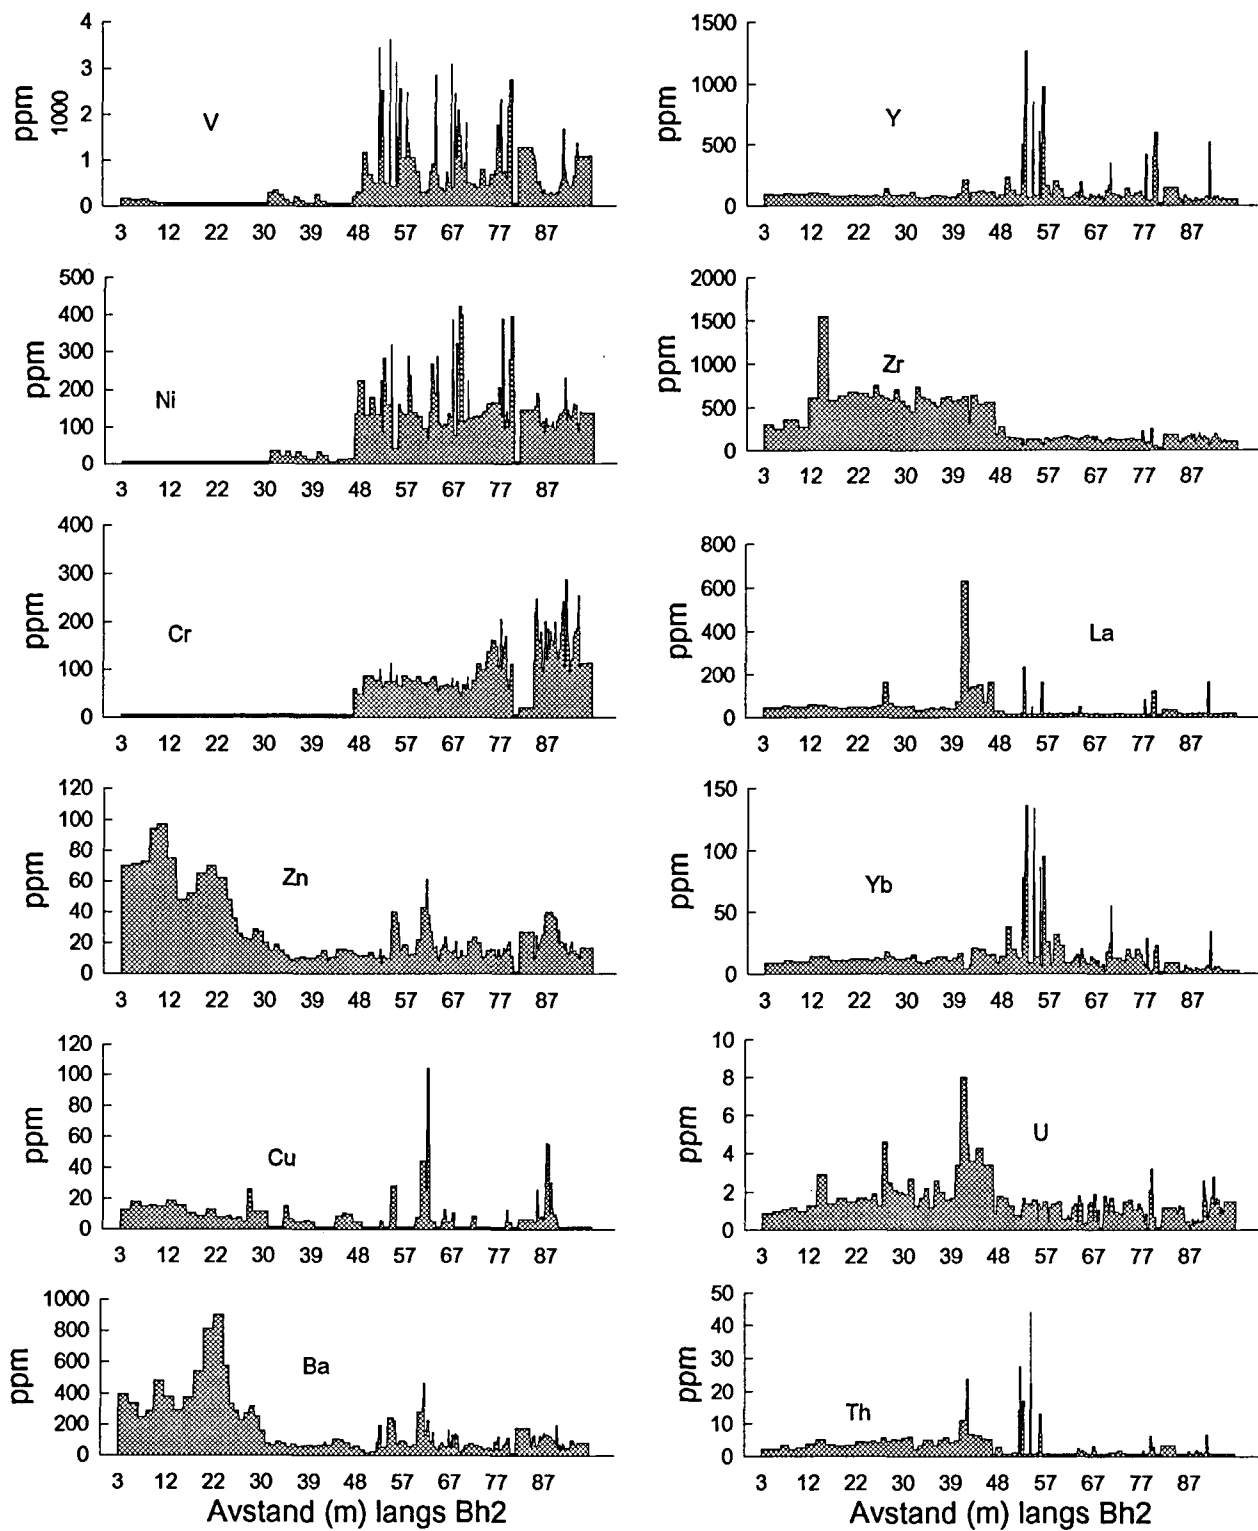 4
3
2
1
0
ppm
1000
V
3 12 22 30 39 48 57 67 77 87
1500
1000
500
0
ppm
Y
3 12 22 30 39 48 57 67 77 87
500
400
300
200
100
0
ppm
Ni
3 12 22 30 39 48 57 67 77 87
2000
1500
1000
500
0
ppm
Zr
3 12 22 30 39 48 57 67 77 87
400
300
200
100
0
ppm
Cr
3 12 22 30 39 48 57 67 77 87
800
600
400
200
0
ppm
La
3 12 22 30 39 48 57 67 77 87
120
100
80
60
40
20
0
ppm
Zn
3 12 22 30 39 48 57 67 77 87
150
100
50
0
ppm
Yb
3 12 22 30 39 48 57 67 77 87
120
100
80
60
40
20
0
ppm
Cu
3 12 22 30 39 48 57 67 77 87
10
8
6
4
2
0
ppm
U
3 12 22 30 39 48 57 67 77 87
1000
800
600
400
200
0
ppm
Ba
3 12 22 30 39 48 57 67 77 87
Avstand (m) langs Bh2
50
40
30
20
10
0
ppm
Th
3 12 22 30 39 48 57 67 77 87
Avstand (m) langs Bh2